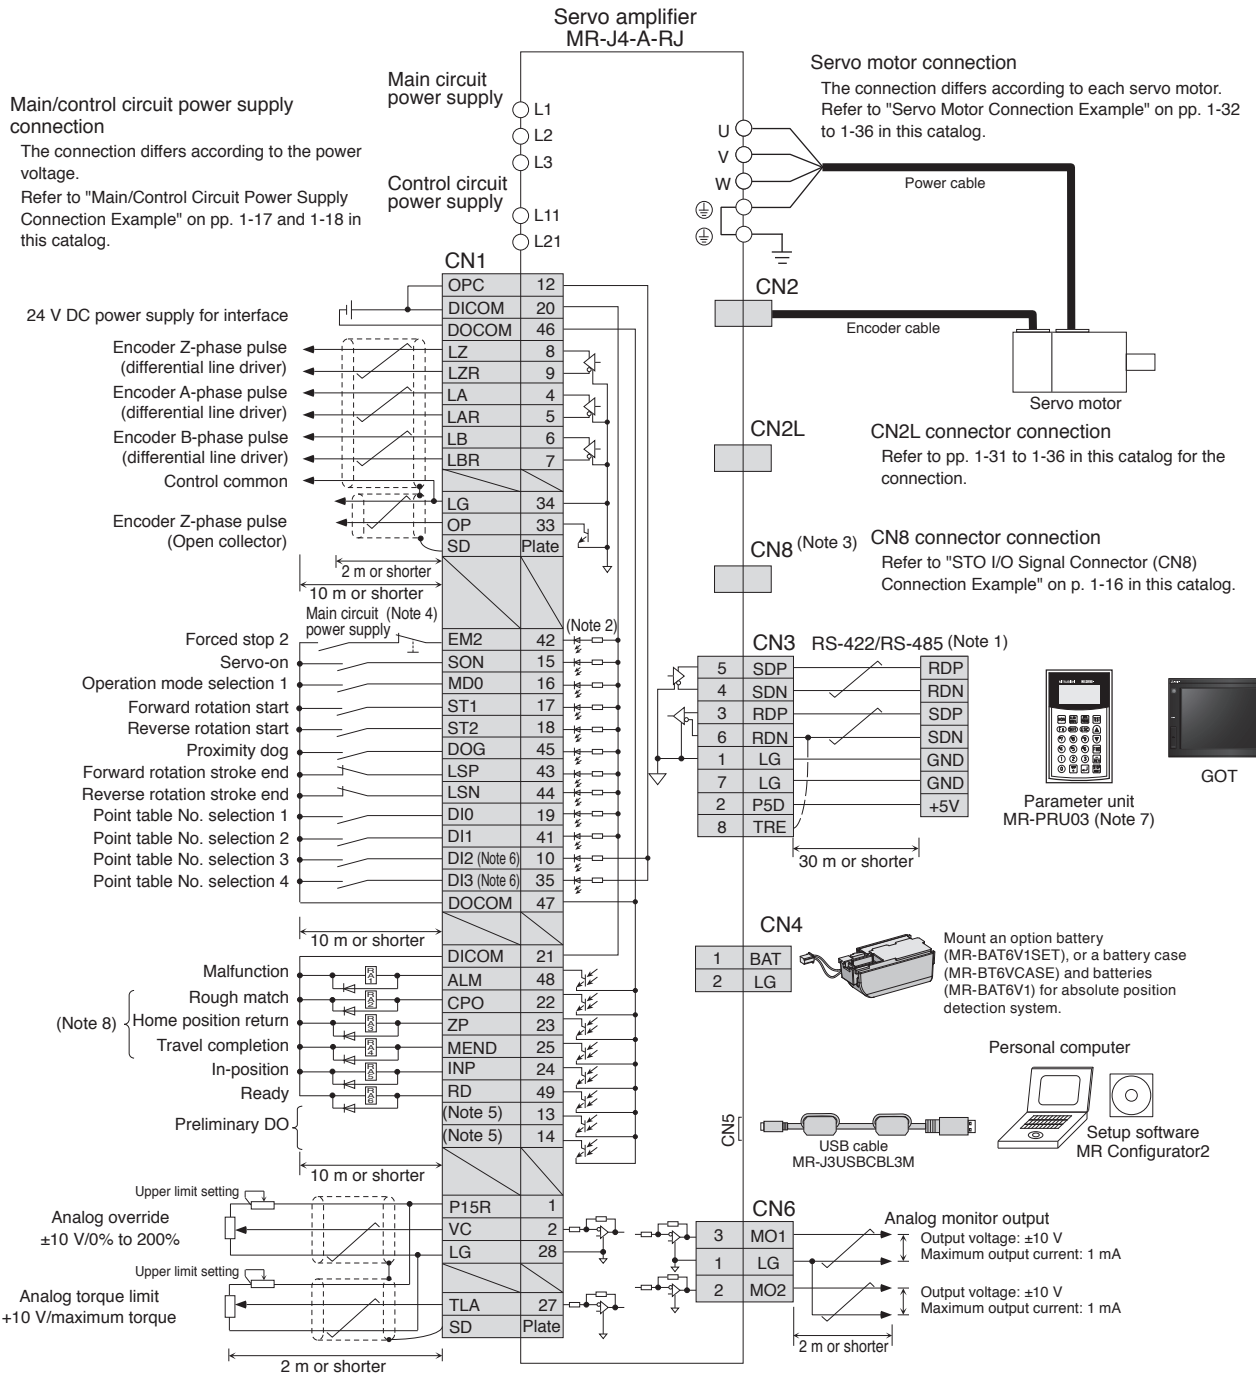 Servo amplifier
MR-J4-A-RJ
Main/control circuit power supply
connection
The connection differs according to the power
voltage.
Refer to "Main/Control Circuit Power Supply
Connection Example" on pp. 1-17 and 1-18 in
this catalog.
Main circuit
power supply
L1
L2
L3
Control circuit
power supply
L11
L21
Servo motor connection
The connection differs according to each servo motor.
Refer to "Servo Motor Connection Example" on pp. 1-32
to 1-36 in this catalog.
U
V
W
Power cable
CN2
Encoder cable
Servo motor
CN2L
CN2L connector connection
Refer to pp. 1-31 to 1-36 in this catalog for the
connection.
CN8 (Note 3)
CN8 connector connection
Refer to "STO I/O Signal Connector (CN8)
Connection Example" on p. 1-16 in this catalog.
CN1
OPC 12
24 V DC power supply for interface
DICOM 20
DOCOM 46
Encoder Z-phase pulse
(differential line driver)
LZ 8
LZR 9
Encoder A-phase pulse
(differential line driver)
LA 4
LAR 5
Encoder B-phase pulse
(differential line driver)
LB 6
LBR 7
Control common
LG 34
Encoder Z-phase pulse
(Open collector)
OP 33
SD Plate
2 m or shorter
10 m or shorter
Main circuit (Note 4)
power supply
(Note 2)
Forced stop 2 EM2 42
Servo-on SON 15
Operation mode selection 1 MD0 16
Forward rotation start ST1 17
Reverse rotation start ST2 18
Proximity dog DOG 45
Forward rotation stroke end LSP 43
Reverse rotation stroke end LSN 44
Point table No. selection 1 DI0 19
Point table No. selection 2 DI1 41
Point table No. selection 3 DI2 (Note 6) 10
Point table No. selection 4 DI3 (Note 6) 35
DOCOM 47
10 m or shorter
DICOM 21
Malfunction RA1 ALM 48
(Note 8)
Rough match RA2 CPO 22
Home position return RA3 ZP 23
Travel completion RA4 MEND 25
In-position RA5 INP 24
Ready RA6 RD 49
Preliminary DO
(Note 5) 13
(Note 5) 14
10 m or shorter
Upper limit setting
P15R 1
Analog override
±10 V/0% to 200%
VC 2
LG 28
Upper limit setting
Analog torque limit
+10 V/maximum torque
TLA 27
SD Plate
2 m or shorter
CN3 RS-422/RS-485 (Note 1)
5 SDP RDP
4 SDN RDN
3 RDP SDP
6 RDN SDN
1 LG GND
7 LG GND
2 P5D +5V
8 TRE
30 m or shorter
Parameter unit
MR-PRU03 (Note 7)
GOT
CN4
1 BAT
2 LG
Mount an option battery
(MR-BAT6V1SET), or a battery case
(MR-BT6VCASE) and batteries
(MR-BAT6V1) for absolute position
detection system.
Personal computer
CN5
USB cable
MR-J3USBCBL3M
Setup software
MR Configurator2
CN6
3 MO1
1 LG
2 MO2
Analog monitor output
Output voltage: ±10 V
Maximum output current: 1 mA
Output voltage: ±10 V
Maximum output current: 1 mA
2 m or shorter